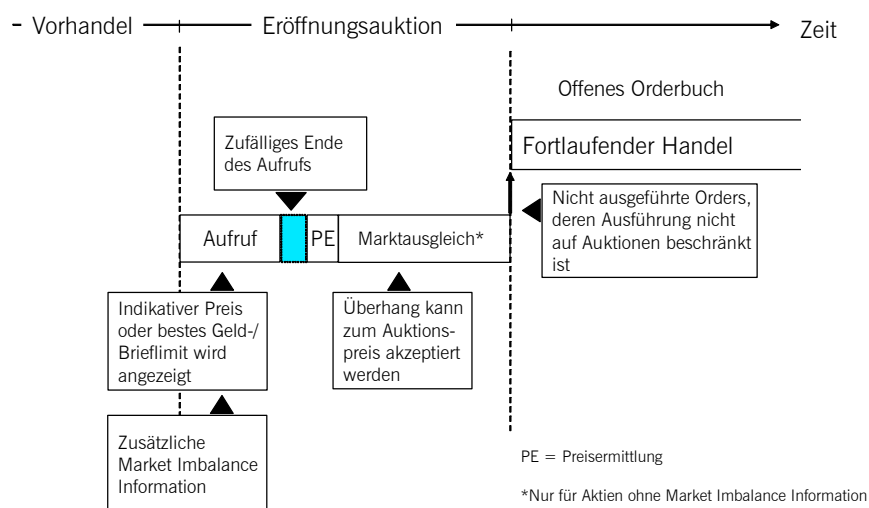 Vorhandel
Eröffnungsauktion
Zeit
Offenes Orderbuch
Fortlaufender Handel
Zufälliges Ende
des Aufrufs
Nicht ausgeführte Orders,
deren Ausführung nicht
auf Auktionen beschränkt
ist
Aufruf
PE
Marktausgleich*
Indikativer Preis
oder bestes Geld-/
Brieflimit wird
angezeigt
Überhang kann
zum Auktions-
preis akzeptiert
werden
Zusätzliche
Market Imbalance
Information
PE = Preisermittlung
*Nur für Aktien ohne Market Imbalance Information